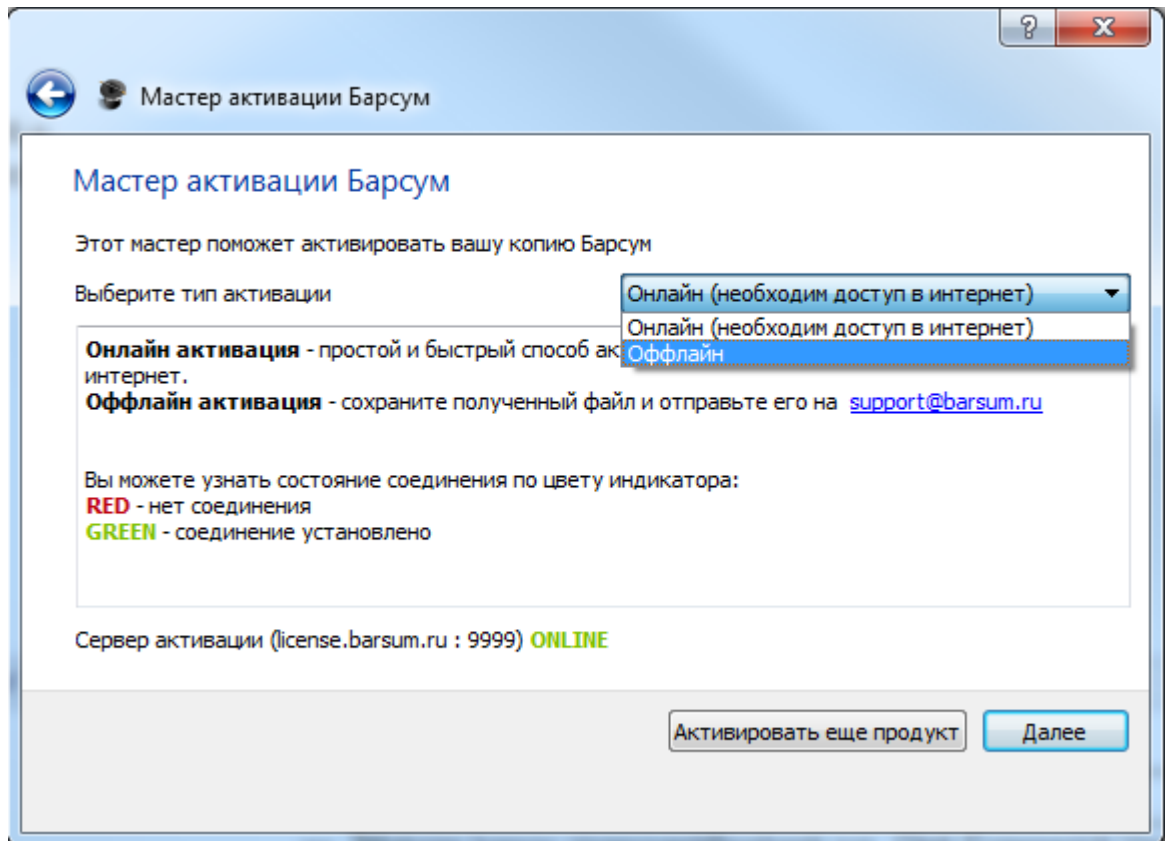 Мастер активации Барсум
Мастер активации Барсум
Этот мастер поможет активировать вашу копию Барсум
Выберите тип активации
Онлайн (необходим доступ в интернет)
Онлайн (необходим доступ в интернет)
Оффлайн
Онлайн активация - простой и быстрый способ ак
интернет.
Оффлайн активация - сохраните полученный файл и отправьте его на support@barsum.ru
Вы можете узнать состояние соединения по цвету индикатора:
RED - нет соединения
GREEN - соединение установлено
Сервер активации (license.barsum.ru : 9999) ONLINE
Активировать еще продукт
Далее